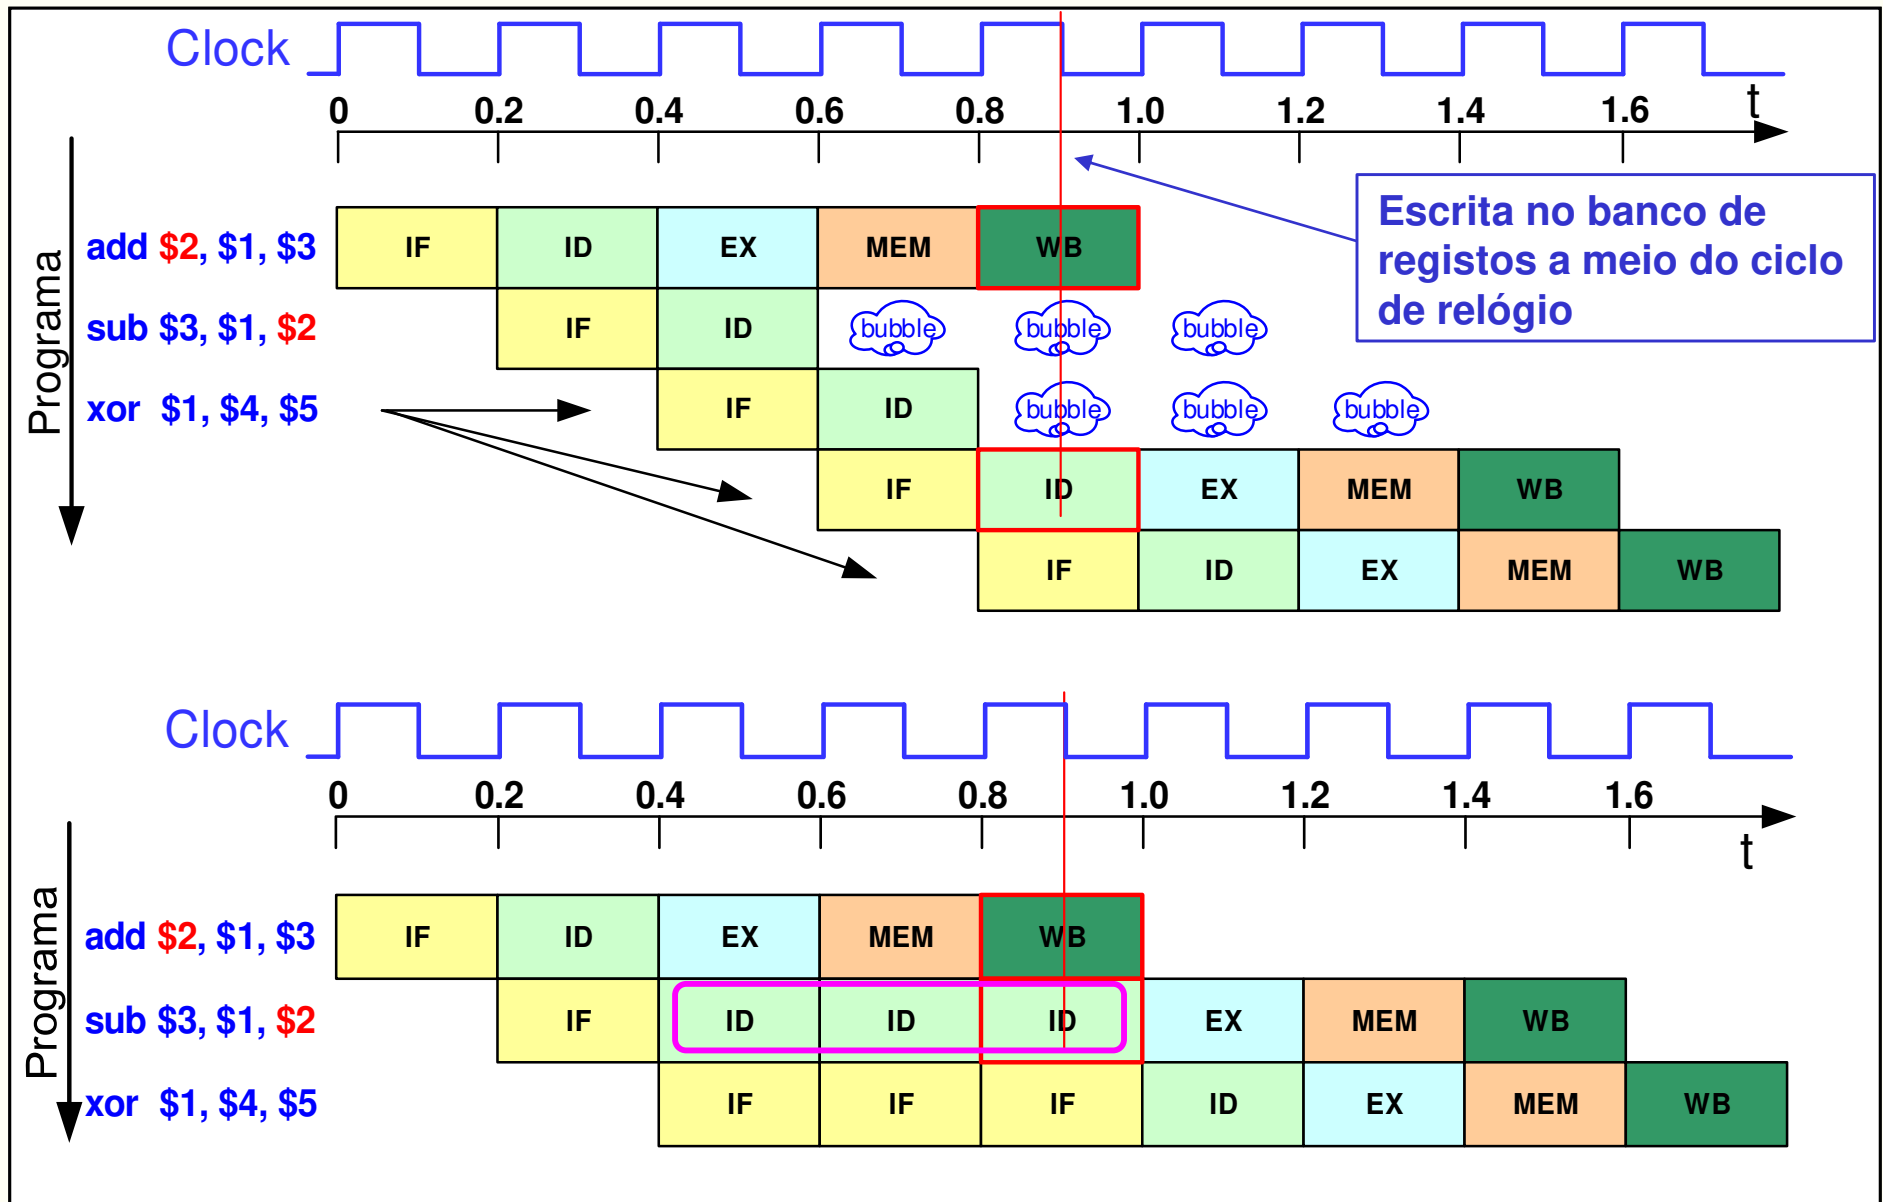 Clock
0 0.2 0.4 0.6 0.8 1.0 1.2 1.4 1.6 t
Escrita no banco de
registos a meio do ciclo
de relógio
Programa
add $2, $1, $3 IF ID EX MEM WB
sub $3, $1, $2 IF ID bubble bubble bubble
xor $1, $4, $5 IF ID bubble bubble bubble
IF ID EX MEM WB
IF ID EX MEM WB
Clock
0 0.2 0.4 0.6 0.8 1.0 1.2 1.4 1.6
t
Programa
add $2, $1, $3 IF ID EX MEM WB
sub $3, $1, $2 IF ID ID ID EX MEM WB
xor $1, $4, $5 IF IF IF ID EX MEM WB